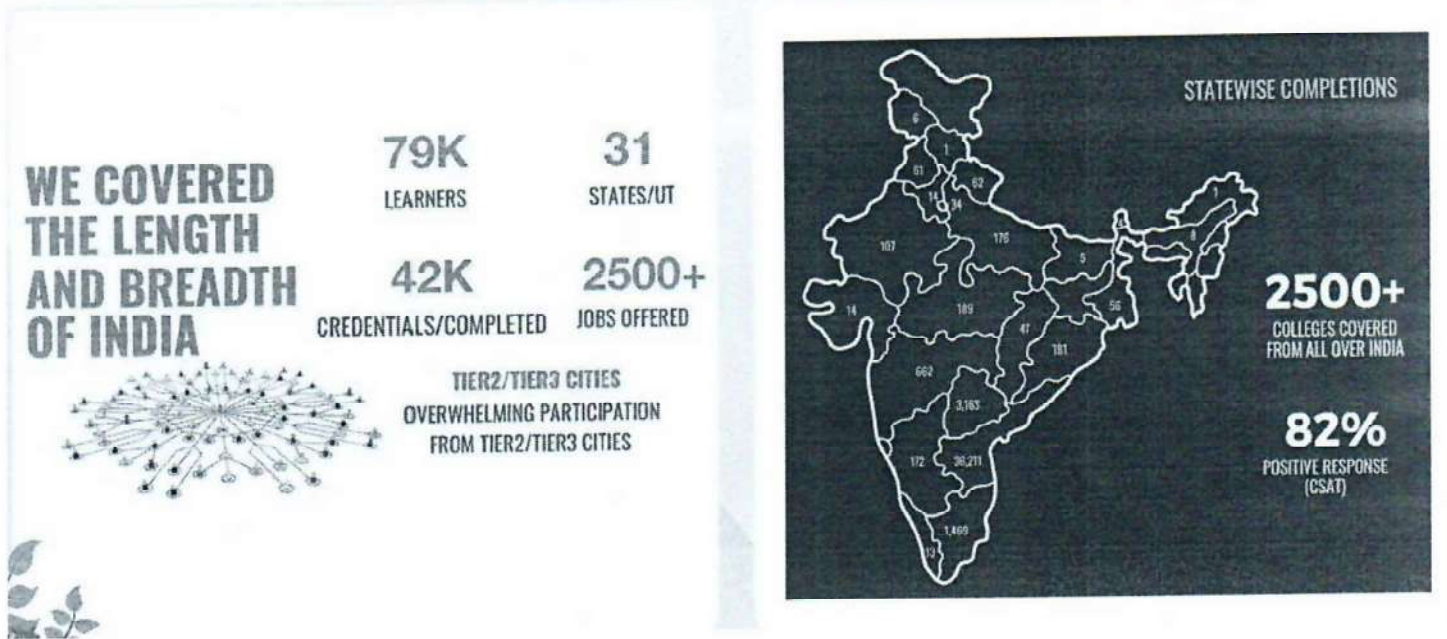 WE COVERED
THE LENGTH
AND BREADTH
OF INDIA
79K
LEARNERS
31
STATES/UT
42K
CREDENTIALS/COMPLETED
2500+
JOBS OFFERED
TIER2/TIER3 CITIES
OVERWHELMING PARTICIPATION
FROM TIER2/TIER3 CITIES
STATEWISE COMPLETIONS
6
1
61
62
14
34
1
107
176
5
8
14
189
56
47
181
662
3,163
172
36,211
1,469
13
2500+
COLLEGES COVERED
FROM ALL OVER INDIA
82%
POSITIVE RESPONSE
(CSAT)